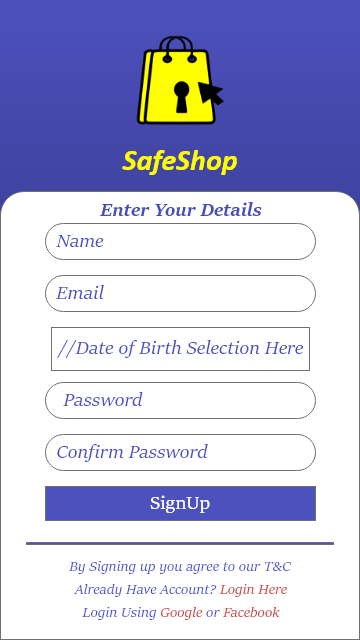 SafeShop
Enter Your Details
Name
Email
//Date of Birth Selection Here
Password
Confirm Password
SignUp
By Signing up you agree to our T&C
Already Have Account? Login Here
Login Using Google or Facebook